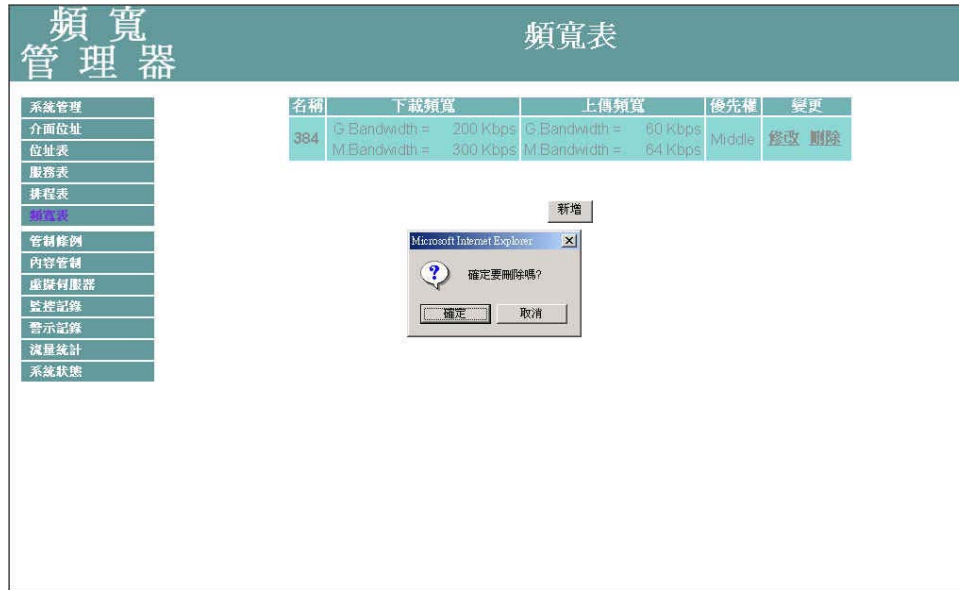 頻寬
管理器
頻寬表
系統管理
介面位址
位址表
服務表
排程表
頻寬表
管制條例
內容管制
虛擬伺服器
監控記錄
警示記錄
流量統計
系統狀態
名稱 下載頻寬 上傳頻寬 優先權 變更
384 G.Bandwidth = 200 Kbps G.Bandwidth = 60 Kbps Middle 修改 刪除
M.Bandwidth = 300 Kbps M.Bandwidth = 64 Kbps
新增
Microsoft Internet Explorer
確定要刪除嗎?
確定 取消